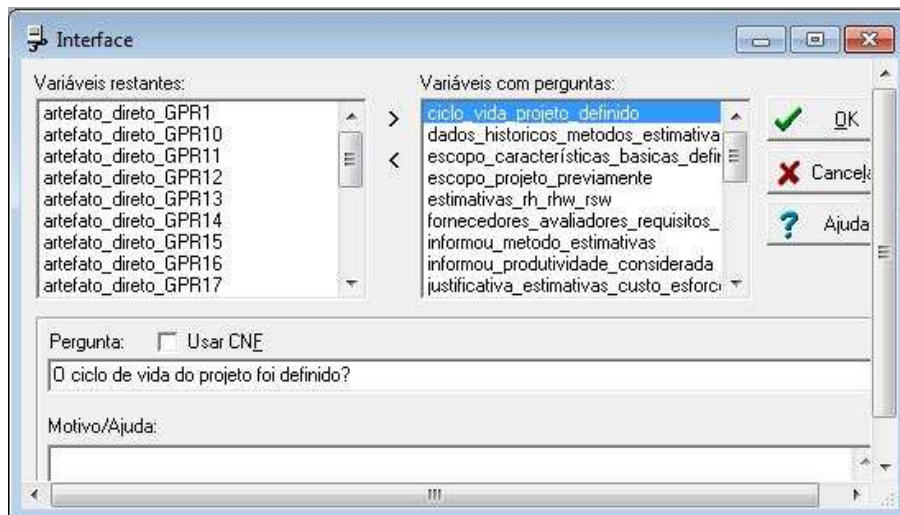 Interface
Variáveis restantes:
artefato_direto_GPR1
artefato_direto_GPR10
artefato_direto_GPR11
artefato_direto_GPR12
artefato_direto_GPR13
artefato_direto_GPR14
artefato_direto_GPR15
artefato_direto_GPR16
artefato_direto_GPR17
>
<
Variáveis com perguntas:
ciclo_vida_projeto_definido
dados_historicos_metodos_estimativa
escopo_características_basicas_defir
escopo_projeto_previamente
estimativas_rh_rhw_rsw
fornecedores_avaliadores_requisitos_
informou_metodo_estimativas
informou_produtividade_considerada
justificativa_estimativas_custo_esforc
OK
Cancela
Ajuda
Pergunta: Usar CNF
O ciclo de vida do projeto foi definido?
Motivo/Ajuda: